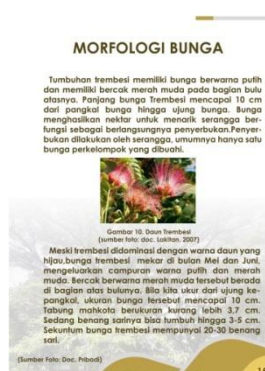 MORFOLOGI BUNGA
Tumbuhan trembesi memiliki bunga berwarna putih
dan memiliki bercak merah muda pada bagian bulu
atasnya. Panjang bunga Trembesi mencapai 10 cm
dari pangkal bunga hingga ujung bunga. Bunga
menghasilkan nektar untuk menarik serangga ber-
fungsi sebagai berlangsungnya penyerbukan.Penyer-
bukan dilakukan oleh serangga, umumnya hanya satu
bunga perkelompok yang dibuahi.
Gambar 10. Daun Trembesi
(sumber foto: doc. Lakitan, 2007)
Meski trembesi didominasi dengan warna daun yang
hijau,bunga trembesi mekar di bulan Mei dan Juni,
mengeluarkan campuran warna putih dan merah
muda. Bercak berwarna merah muda tersebut berada
di bagian atas bulunya. Bila kita ukur dari ujung ke-
pangkal, ukuran bunga tersebut mencapai 10 cm.
Tabung mahkota berukuran kurang lebih 3,7 cm.
Sedang benang sarinya bisa tumbuh hingga 3-5 cm.
Sekuntum bunga trembesi mempunyai 20-30 benang
sari.
(Sumber Foto: Doc. Pribadi)